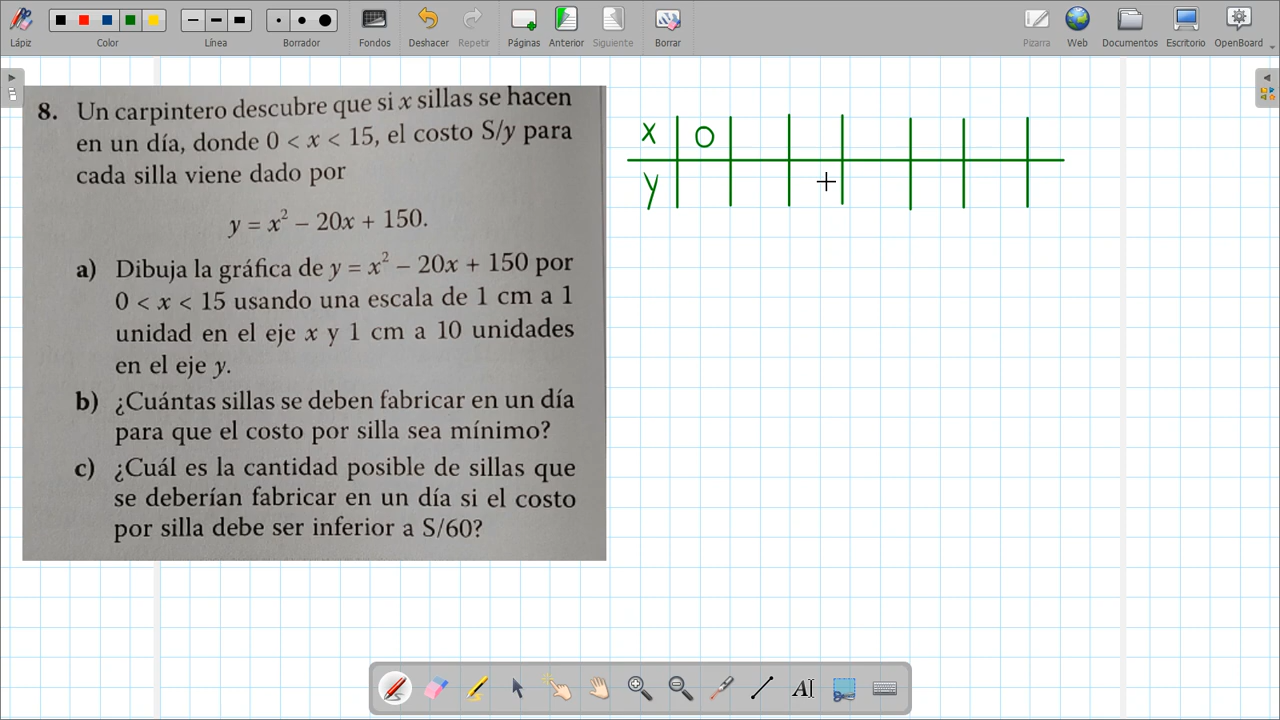 Lápiz Color Línea Borrador Fondos Deshacer Repetir Páginas Anterior Siguiente Borrar Pizarra Web Documentos Escritorio OpenBoard
8. Un carpintero descubre que si x sillas se hacen
en un día, donde 0 < x < 15, el costo S/y para
cada silla viene dado por
y = x² − 20x + 150.
a) Dibuja la gráfica de y = x² − 20x + 150 por
0 < x < 15 usando una escala de 1 cm a 1
unidad en el eje x y 1 cm a 10 unidades
en el eje y.
b) ¿Cuántas sillas se deben fabricar en un día
para que el costo por silla sea mínimo?
c) ¿Cuál es la cantidad posible de sillas que
se deberían fabricar en un día si el costo
por silla debe ser inferior a S/60?
x 0
y